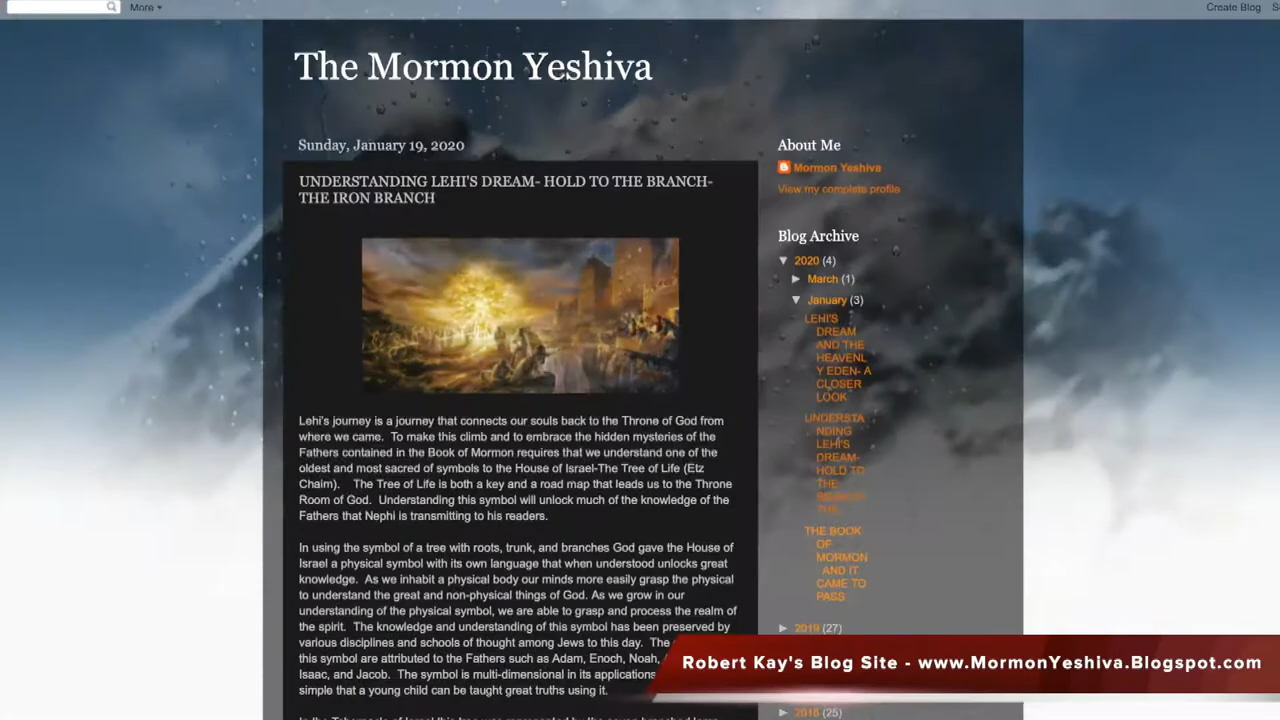 More ▾
Create Blog
The Mormon Yeshiva
Sunday, January 19, 2020
UNDERSTANDING LEHI'S DREAM- HOLD TO THE BRANCH-
THE IRON BRANCH
Lehi's journey is a journey that connects our souls back to the Throne of God from
where we came.  To make this climb and to embrace the hidden mysteries of the
Fathers contained in the Book of Mormon requires that we understand one of the
oldest and most sacred of symbols to the House of Israel-The Tree of Life (Etz
Chaim).    The Tree of Life is both a key and a road map that leads us to the Throne
Room of God.  Understanding this symbol will unlock much of the knowledge of the
Fathers that Nephi is transmitting to his readers.
In using the symbol of a tree with roots, trunk, and branches God gave the House of
Israel a physical symbol with its own language that when understood unlocks great
knowledge.  As we inhabit a physical body our minds more easily grasp the physical
to understand the great and non-physical things of God. As we grow in our
understanding of the physical symbol, we are able to grasp and process the realm of
the spirit.  The knowledge and understanding of this symbol has been preserved by
various disciplines and schools of thought among Jews to this day.  The
this symbol are attributed to the Fathers such as Adam, Enoch, Noah,
Isaac, and Jacob.  The symbol is multi-dimensional in its applications
simple that a young child can be taught great truths using it.
About Me
Mormon Yeshiva
View my complete profile
Blog Archive
▼ 2020 (4)
► March (1)
▼ January (3)
LEHI'S
DREAM
AND THE
HEAVENL
Y EDEN- A
CLOSER
LOOK
UNDERSTA
NDING
LEHI'S
DREAM-
HOLD TO
THE
THE BOOK
OF
MORMON
AND IT
CAME TO
PASS
► 2019 (27)
► 2018 (25)
Robert Kay's Blog Site - www.MormonYeshiva.Blogspot.com